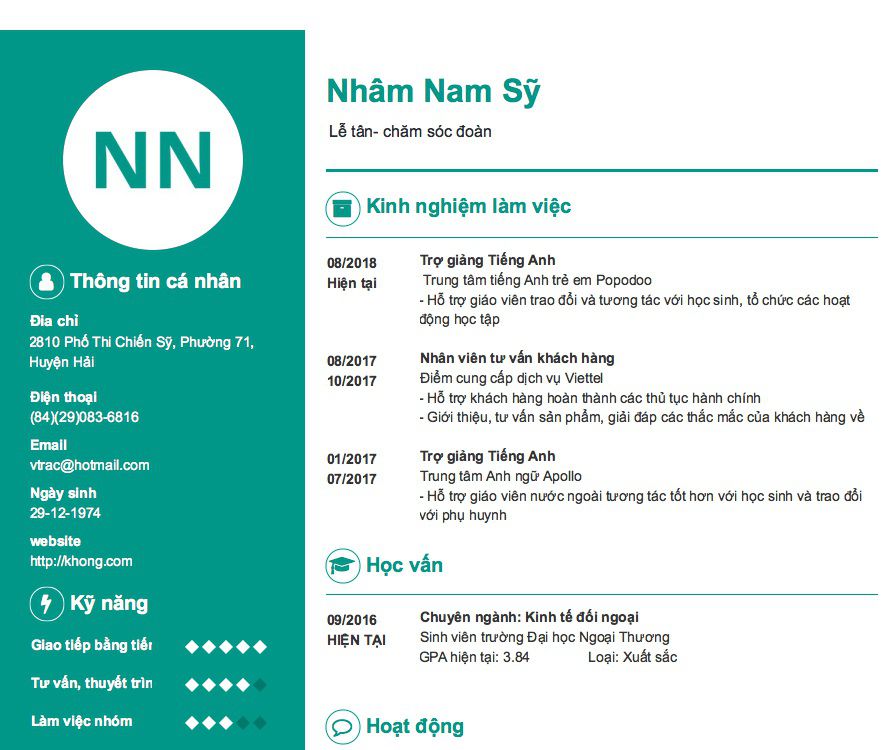 NN
Thông tin cá nhân
Địa chỉ
2810 Phố Thi Chiến Sỹ, Phường 71,
Huyện Hải
Điện thoại
(84)(29)083-6816
Email
vtrac@hotmail.com
Ngày sinh
29-12-1974
website
http://khong.com
Kỹ năng
Giao tiếp bằng
Tư vấn, thuyết
Làm việc nhóm
Nhâm Nam Sỹ
Lễ tân- chăm sóc đoàn
Kinh nghiệm làm việc
08/2018
Hiện tại
Trợ giảng Tiếng Anh
Trung tâm tiếng Anh trẻ em Popodoo
- Hỗ trợ giáo viên trao đổi và tương tác với học sinh, tổ chức các hoạt
động học tập
08/2017
10/2017
Nhân viên tư vấn khách hàng
Điểm cung cấp dịch vụ Viettel
- Hỗ trợ khách hàng hoàn thành các thủ tục hành chính
- Giới thiệu, tư vấn sản phẩm, giải đáp các thắc mắc của khách hàng về
01/2017
07/2017
Trợ giảng Tiếng Anh
Trung tâm Anh ngữ Apollo
- Hỗ trợ giáo viên nước ngoài tương tác tốt hơn với học sinh và trao đổi
với phụ huynh
Học vấn
09/2016
HIỆN TẠI
Chuyên ngành: Kinh tế đối ngoại
Sinh viên trường Đại học Ngoại Thương
GPA hiện tại: 3.84 Loại: Xuất sắc
Hoạt động